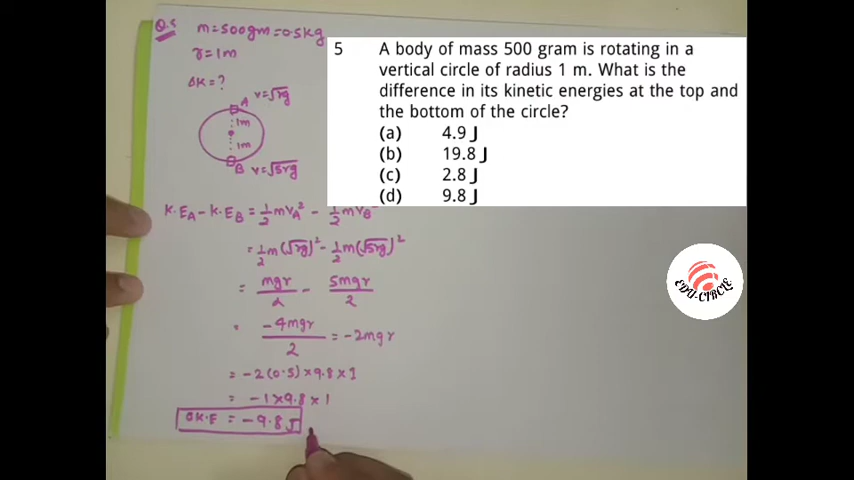 Q.5 m=500gm=0.5kg
r=1m
ΔK=?
A v=√rg
1m
1m
B v=√5rg
K.E_A - K.E_B = 1/2 mv_A² - 1/2 mv_B²
= 1/2 m(√rg)² - 1/2 m(√5rg)²
= mgr/2 - 5mgr/2
= -4mgr/2 = -2mgr
= -2(0.5)×9.8×1
= -1×9.8×1
ΔK.E = -9.8 J
5 A body of mass 500 gram is rotating in a
vertical circle of radius 1 m. What is the
difference in its kinetic energies at the top and
the bottom of the circle?
(a) 4.9 J
(b) 19.8 J
(c) 2.8 J
(d) 9.8 J
EDU-CIRCLE